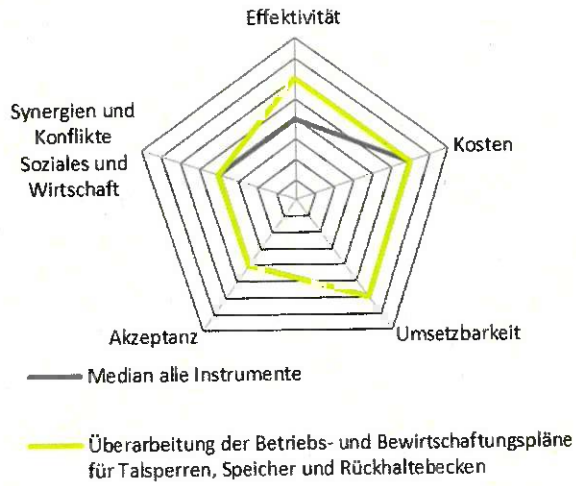 Effektivität
Synergien und
Konflikte
Soziales und
Wirtschaft
Kosten
Akzeptanz
Umsetzbarkeit
Median alle Instrumente
Überarbeitung der Betriebs- und Bewirtschaftungspläne
für Talsperren, Speicher und Rückhaltebecken